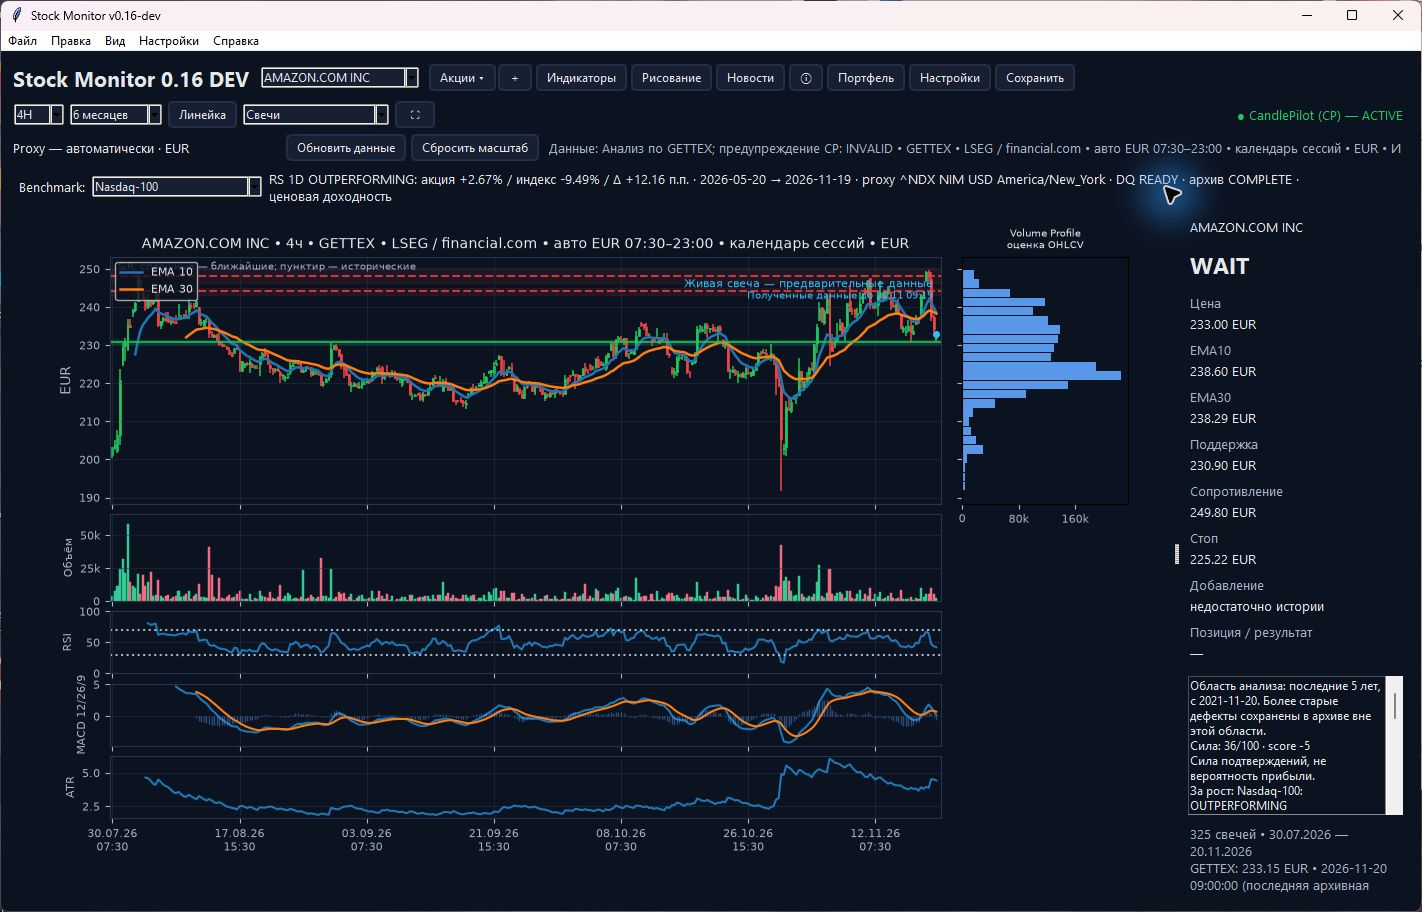 Stock Monitor v0.16-dev
Файл Правка Вид Настройки Справка
Stock Monitor 0.16 DEV AMAZON.COM INC Акции + Индикаторы Рисование Новости ⓘ Портфель Настройки Сохранить
4H 6 месяцев Линейка Свечи ● CandlePilot (CP) — ACTIVE
Proxy — автоматически · EUR Обновить данные Сбросить масштаб Данные: Анализ по GETTEX; предупреждение CP: INVALID • GETTEX • LSEG / financial.com • авто EUR 07:30–23:00 • календарь сессий • EUR • И
Benchmark: Nasdaq-100 RS 1D OUTPERFORMING: акция +2.67% / индекс -9.49% / Δ +12.16 п.п. · 2026-05-20 → 2026-11-19 · proxy ^NDX NIM USD America/New_York · DQ READY · архив COMPLETE ·
ценовая доходность
AMAZON.COM INC • 4ч • GETTEX • LSEG / financial.com • авто EUR 07:30–23:00 • календарь сессий • EUR
— ближайшие; пунктир — исторические
EMA 10
EMA 30
Живая свеча — предварительные данные
Полученные данные до
250
240
230
220
210
200
190
EUR
Volume Profile
оценка OHLCV
0 80k 160k
50k
25k
0
Объём
100
50
0
RSI
5
0
MACD 12/26/9
5.0
2.5
ATR
30.07.26 17.08.26 03.09.26 21.09.26 08.10.26 26.10.26 12.11.26
07:30 15:30 07:30 15:30 07:30 15:30 07:30
AMAZON.COM INC
WAIT
Цена
233.00 EUR
EMA10
238.60 EUR
EMA30
238.29 EUR
Поддержка
230.90 EUR
Сопротивление
249.80 EUR
Стоп
225.22 EUR
Добавление
недостаточно истории
Позиция / результат
—
Область анализа: последние 5 лет,
с 2021-11-20. Более старые
дефекты сохранены в архиве вне
этой области.
Сила: 36/100 · score -5
Сила подтверждений, не
вероятность прибыли.
За рост: Nasdaq-100:
OUTPERFORMING
325 свечей • 30.07.2026 —
20.11.2026
GETTEX: 233.15 EUR • 2026-11-20
09:00:00 (последняя архивная